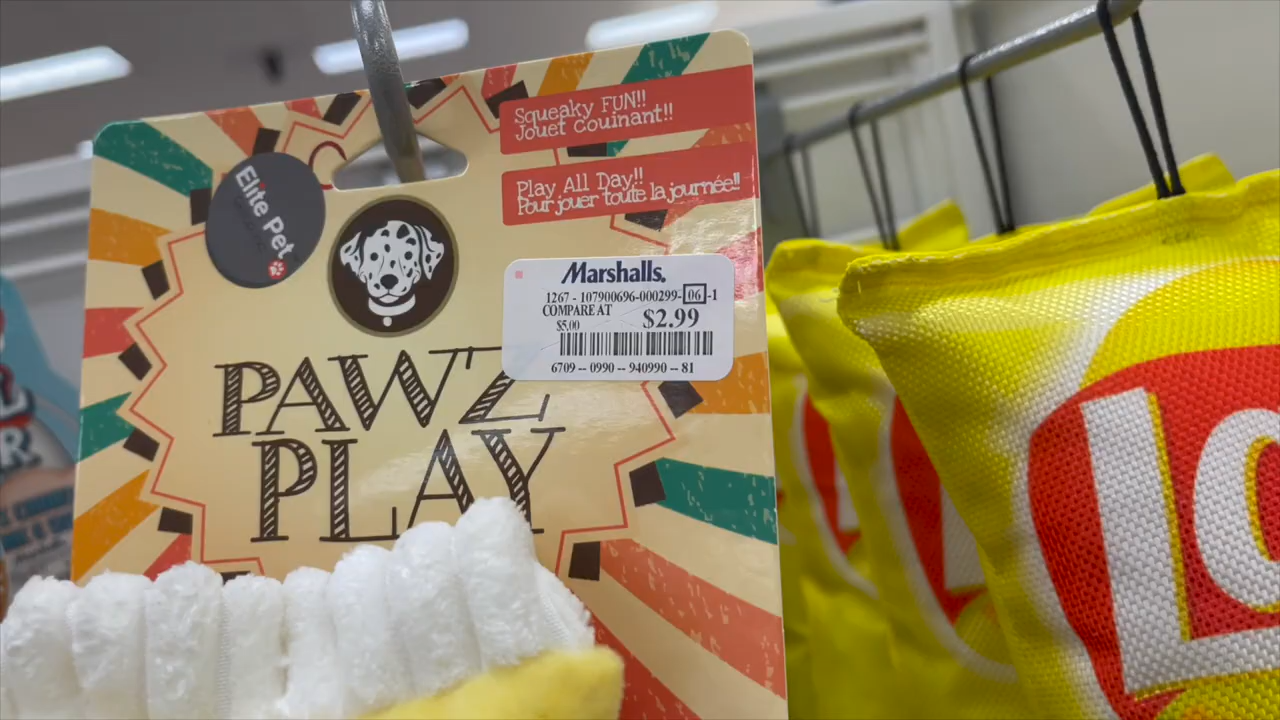 Squeaky FUN!!
Jouet Couinant!!
Play All Day!!
Pour jouer toute la journée!!
Elite Pet
Marshalls.
1267 - 107900696-000299-06-1
COMPARE AT
$5.00
$2.99
6709 -- 0990 -- 940990 -- 81
PAW'Z
PLAY